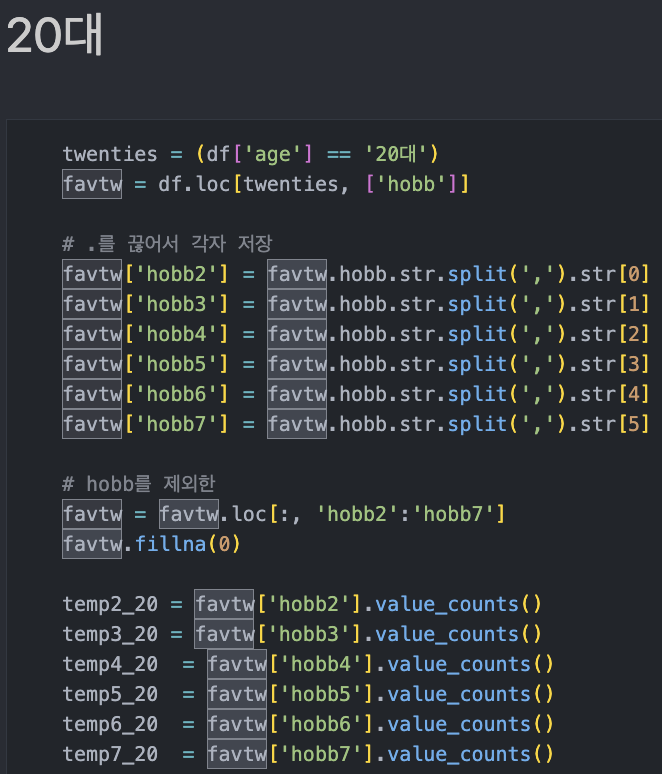 20대
twenties = (df['age'] == '20대')
favtw = df.loc[twenties, ['hobb']]
# .를 끊어서 각자 저장
favtw['hobb2'] = favtw.hobb.str.split(',').str[0]
favtw['hobb3'] = favtw.hobb.str.split(',').str[1]
favtw['hobb4'] = favtw.hobb.str.split(',').str[2]
favtw['hobb5'] = favtw.hobb.str.split(',').str[3]
favtw['hobb6'] = favtw.hobb.str.split(',').str[4]
favtw['hobb7'] = favtw.hobb.str.split(',').str[5]
# hobb를 제외한
favtw = favtw.loc[:, 'hobb2':'hobb7']
favtw.fillna(0)
temp2_20 = favtw['hobb2'].value_counts()
temp3_20 = favtw['hobb3'].value_counts()
temp4_20  = favtw['hobb4'].value_counts()
temp5_20  = favtw['hobb5'].value_counts()
temp6_20  = favtw['hobb6'].value_counts()
temp7_20  = favtw['hobb7'].value_counts()